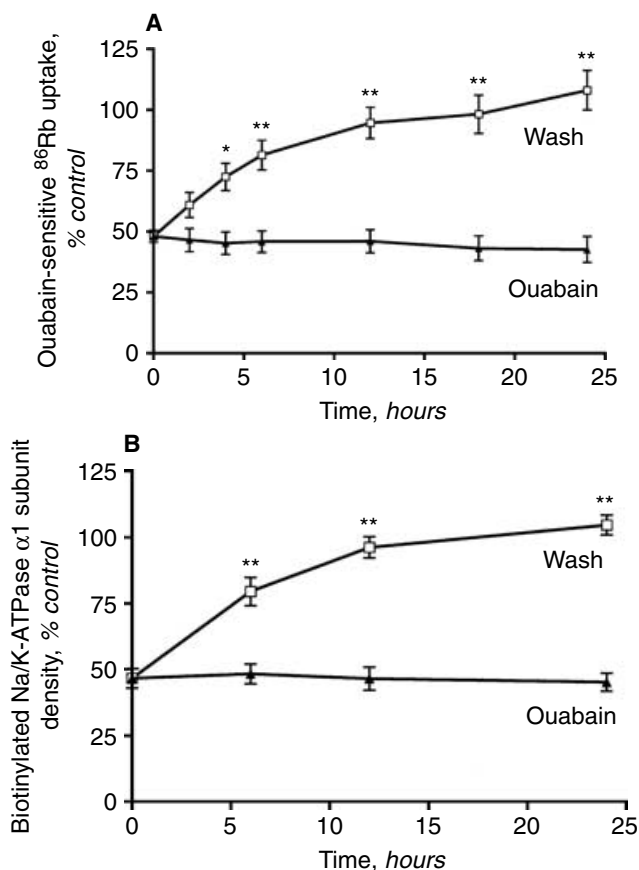 A
Ouabain-sensitive ⁸⁶Rb uptake,
% control
125
100
75
50
25
0
*
**
**
**
**
Wash
Ouabain
0 5 10 15 20 25
Time, hours
B
Biotinylated Na/K-ATPase α1 subunit
density, % control
125
100
75
50
25
0
**
**
**
Wash
Ouabain
0 5 10 15 20 25
Time, hours